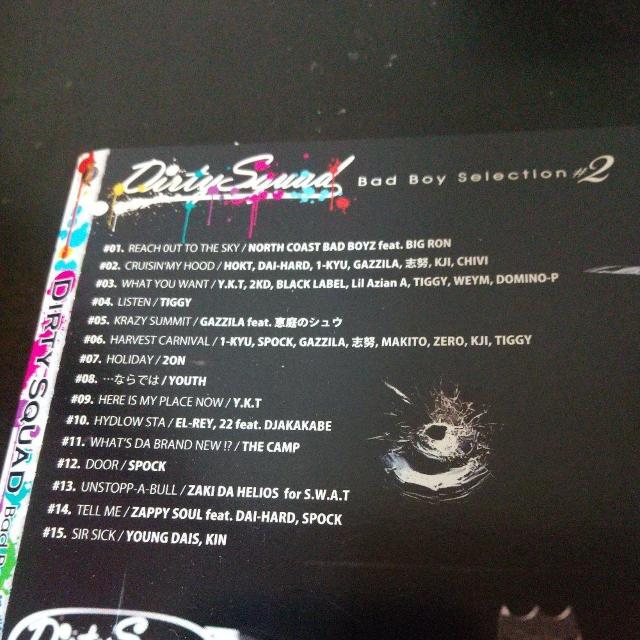 Dirty Squad Bad Boy Selection #2
#01. REACH OUT TO THE SKY / NORTH COAST BAD BOYZ feat. BIG RON
#02. CRUISIN'MY HOOD / HOKT, DAI-HARD, 1-KYU, GAZZILA, 志努, KJI, CHIVI
#03. WHAT YOU WANT / Y.K.T, 2KD, BLACK LABEL, Lil Azian A, TIGGY, WEYM, DOMINO-P
#04. LISTEN / TIGGY
#05. KRAZY SUMMIT / GAZZILA feat. 恵庭のシュウ
#06. HARVEST CARNIVAL / 1-KYU, SPOCK, GAZZILA, 志努, MAKITO, ZERO, KJI, TIGGY
#07. HOLIDAY / 2ON
#08. …ならでは / YOUTH
#09. HERE IS MY PLACE NOW / Y.K.T
#10. HYDLOW STA / EL-REY, 22 feat. DJAKAKABE
#11. WHAT'S DA BRAND NEW !? / THE CAMP
#12. DOOR / SPOCK
#13. UNSTOPP-A-BULL / ZAKI DA HELIOS for S.W.A.T
#14. TELL ME / ZAPPY SOUL feat. DAI-HARD, SPOCK
#15. SIR SICK / YOUNG DAIS, KIN
DIRTY SQUAD Bad
Dirty S